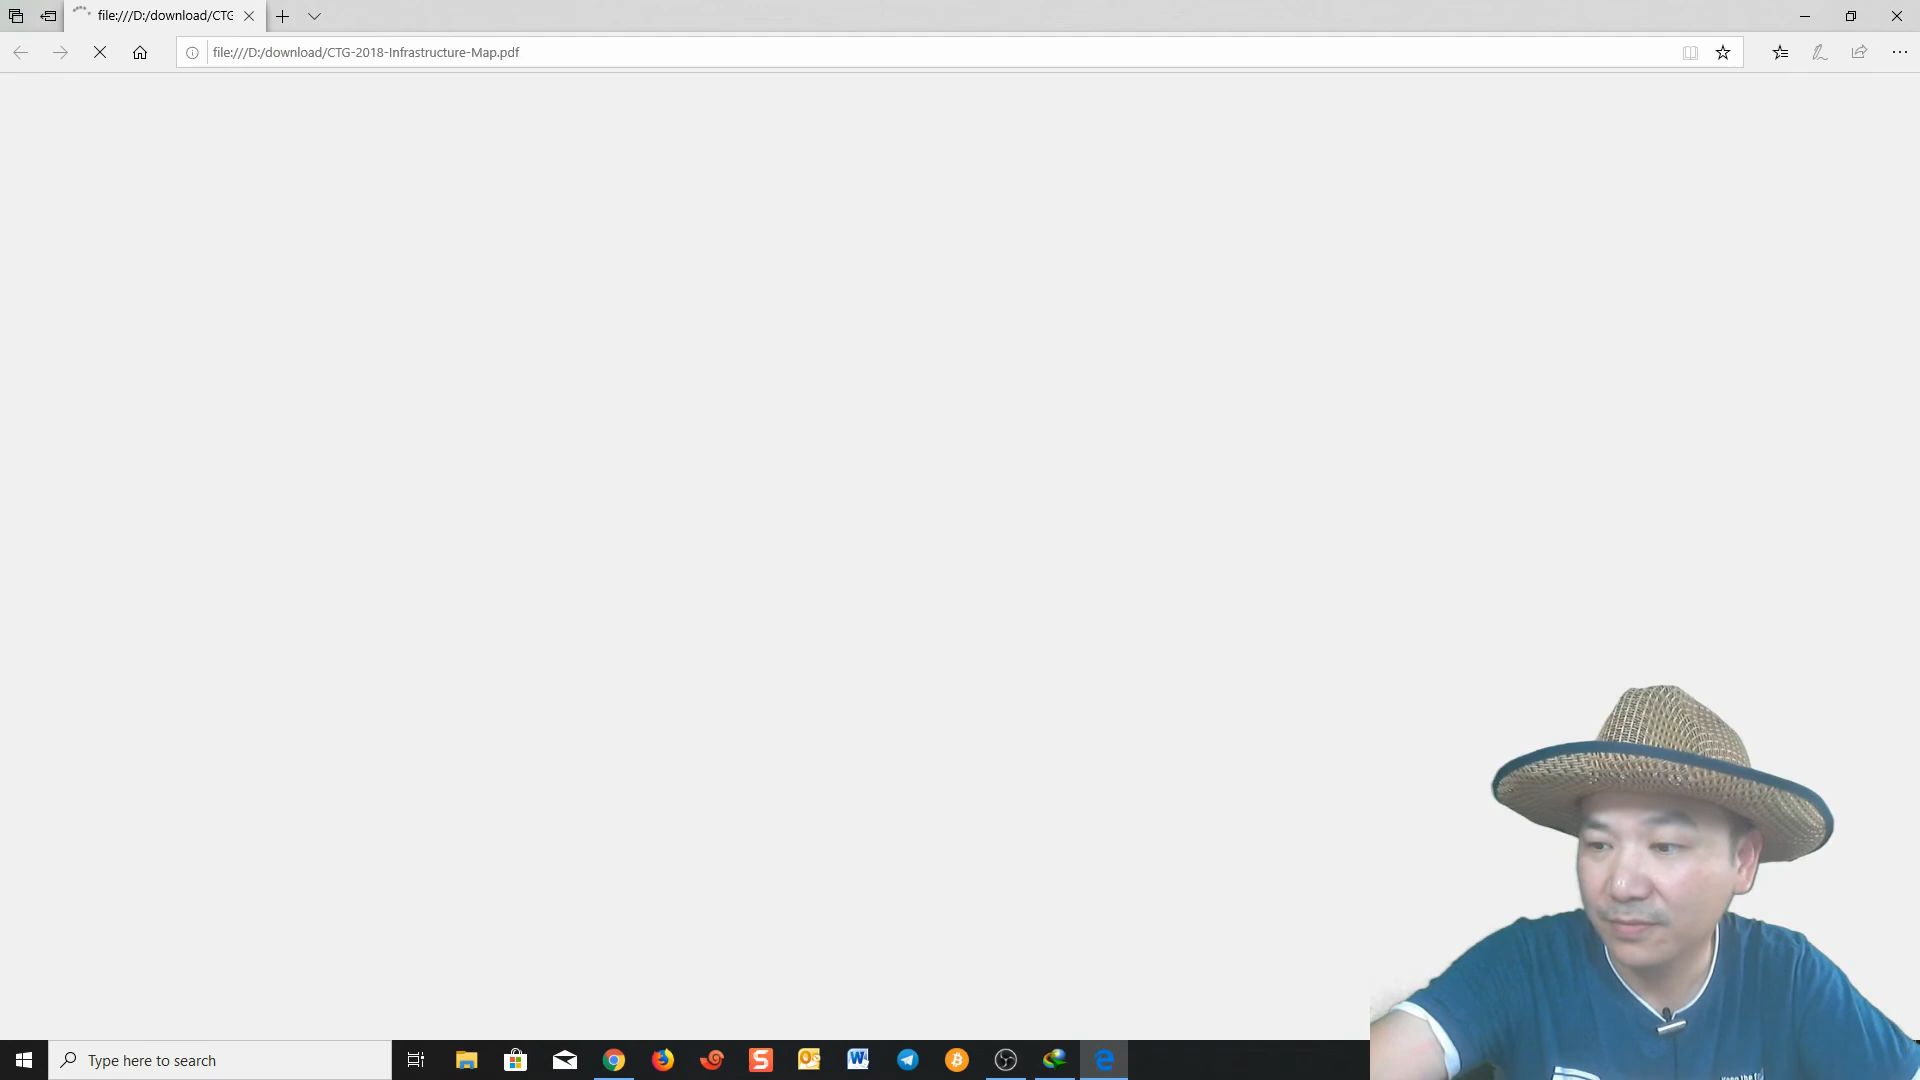 file:///D:/download/CTG
file:///D:/download/CTG-2018-Infrastructure-Map.pdf
Type here to search